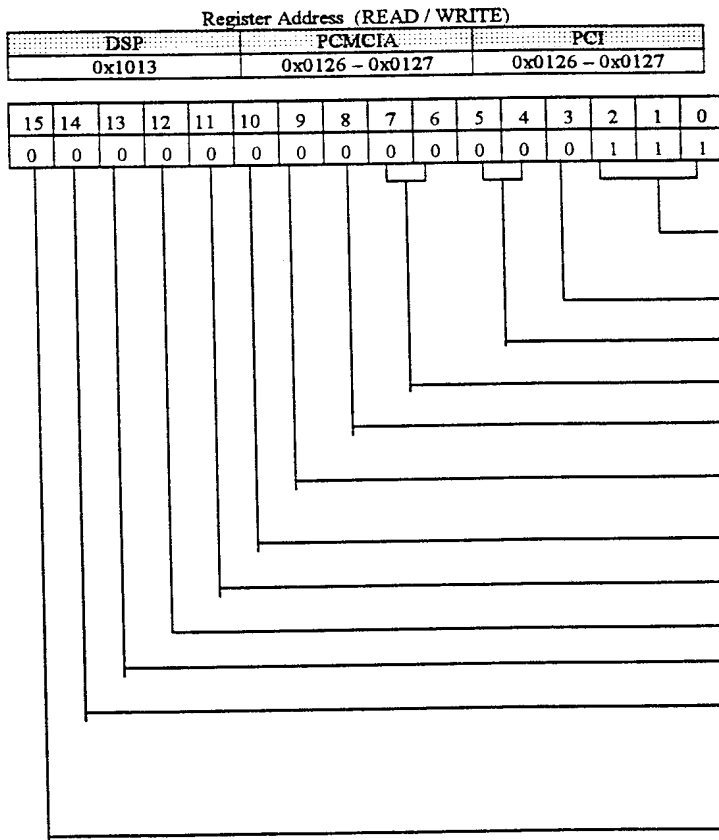 Register Address (READ / WRITE)
DSP PCMCIA PCI
0x1013 0x0126 – 0x0127 0x0126 – 0x0127
15 14 13 12 11 10 9 8 7 6 5 4 3 2 1 0
0 0 0 0 0 0 0 0 0 0 0 0 0 1 1 1